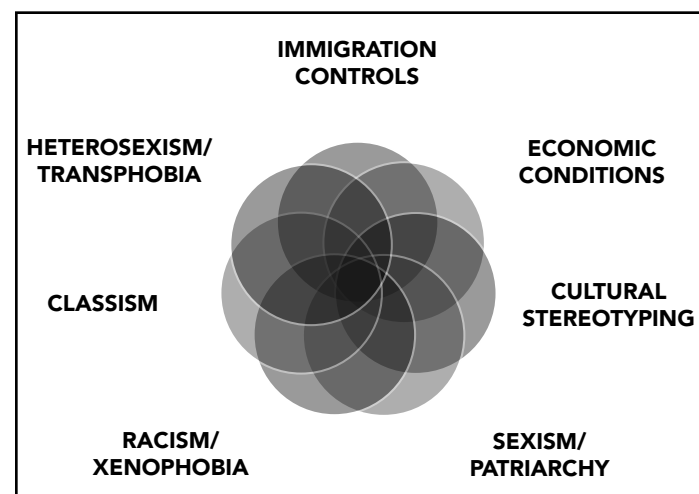 IMMIGRATION
CONTROLS
HETEROSEXISM/
TRANSPHOBIA
ECONOMIC
CONDITIONS
CLASSISM
CULTURAL
STEREOTYPING
RACISM/
XENOPHOBIA
SEXISM/
PATRIARCHY